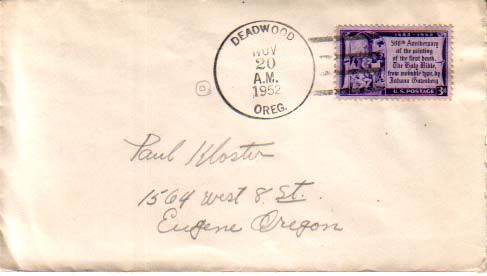 DEADWOOD
NOV
20
A.M.
1952
OREG.
1452 1952
500th Anniversary
of the printing
of the first book,
The Holy Bible,
from movable type, by
Johann Gutenberg
U.S. POSTAGE 3¢
Paul Kloster
1564 west 8. St.
Eugene Oregon